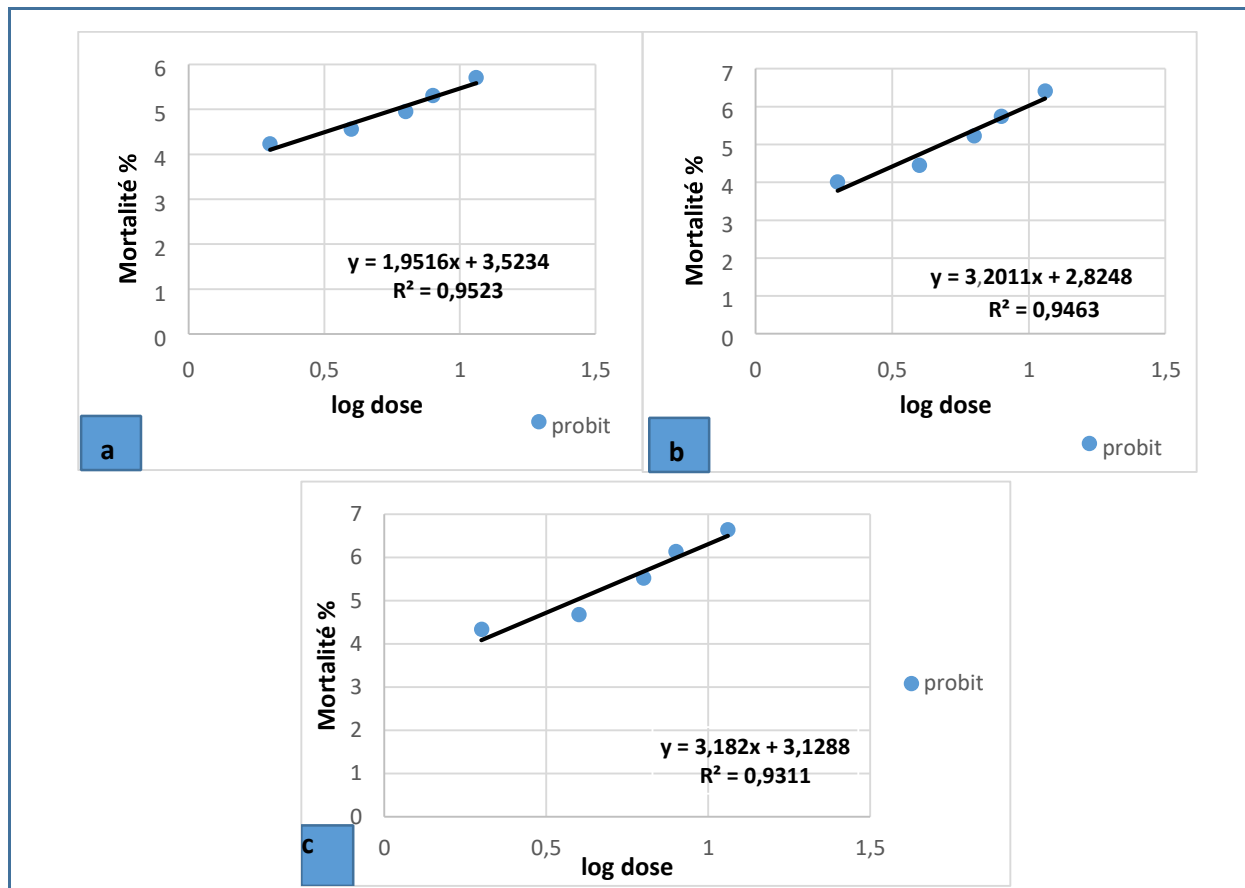 6
5
4
3
2
1
0
0
0,5
1
1,5
Mortalité %
log dose
y = 1,9516x + 3,5234
R² = 0,9523
probit
a
7
6
5
4
3
2
1
0
0
0,5
1
1,5
Mortalité %
log dose
y = 3,2011x + 2,8248
R² = 0,9463
probit
b
7
6
5
4
3
2
1
0
0
0,5
1
1,5
Mortalité %
log dose
y = 3,182x + 3,1288
R² = 0,9311
probit
c